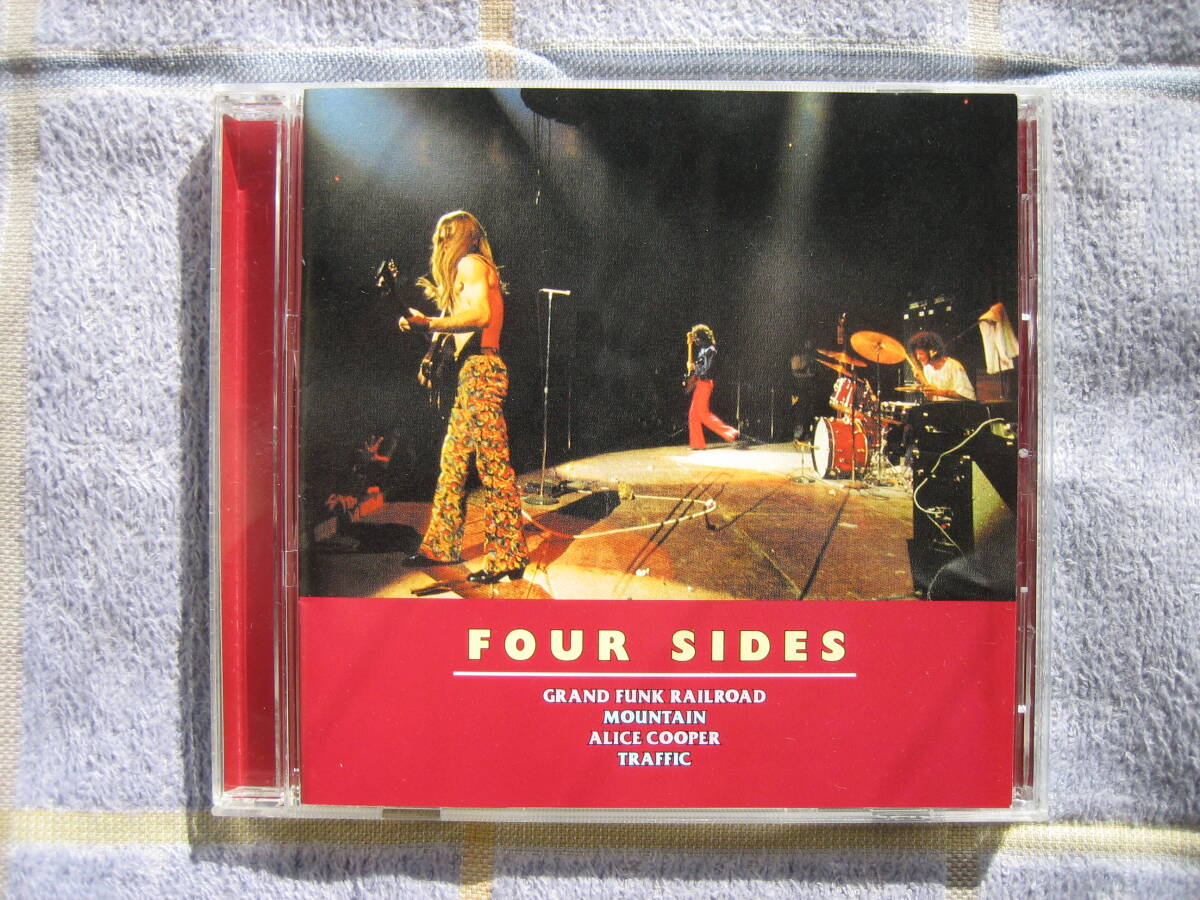 FOUR SIDES
GRAND FUNK RAILROAD
MOUNTAIN
ALICE COOPER
TRAFFIC